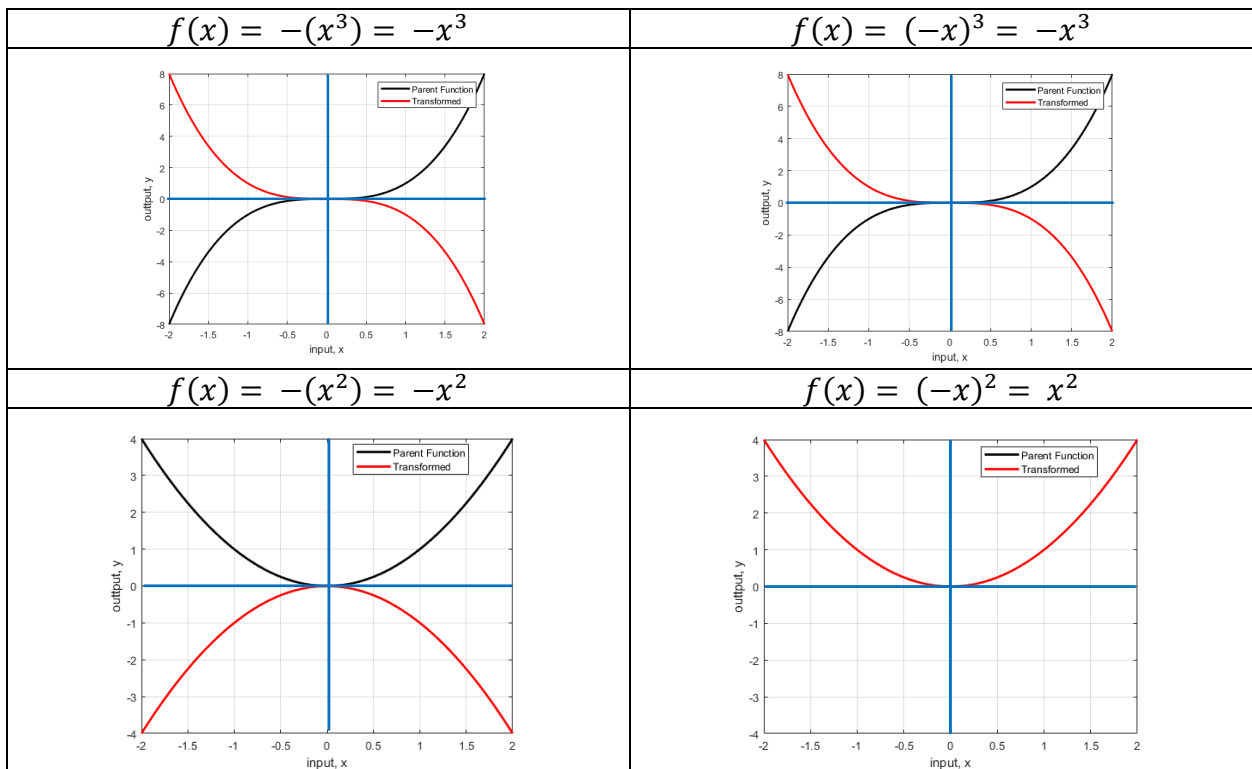 f(x) = −(x³) = −x³
f(x) = (−x)³ = −x³
Parent Function
Transformed
8
6
4
2
0
-2
-4
-6
-8
outtput, y
-2 -1.5 -1 -0.5 0 0.5 1 1.5 2
input, x
Parent Function
Transformed
8
6
4
2
0
-2
-4
-6
-8
outtput, y
-2 -1.5 -1 -0.5 0 0.5 1 1.5 2
input, x
f(x) = −(x²) = −x²
f(x) = (−x)² = x²
Parent Function
Transformed
4
3
2
1
0
-1
-2
-3
-4
outtput, y
-2 -1.5 -1 -0.5 0 0.5 1 1.5 2
input, x
Parent Function
Transformed
4
3
2
1
0
-1
-2
-3
-4
outtput, y
-2 -1.5 -1 -0.5 0 0.5 1 1.5 2
input, x